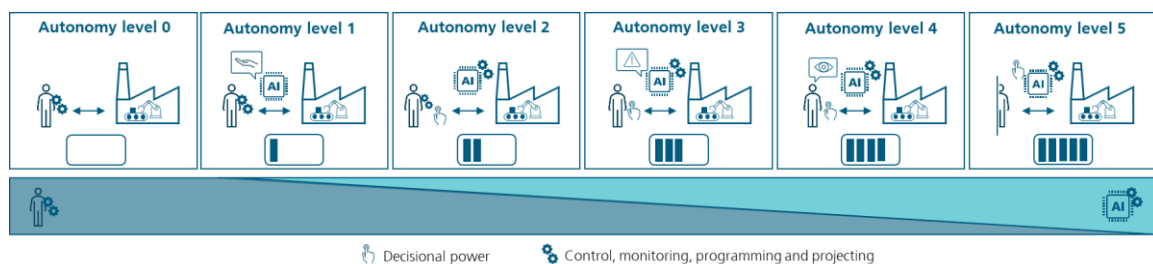 Autonomy level 0
Autonomy level 1
Autonomy level 2
Autonomy level 3
Autonomy level 4
Autonomy level 5
AI
AI
AI
AI
AI
AI
Decisional power
Control, monitoring, programming and projecting